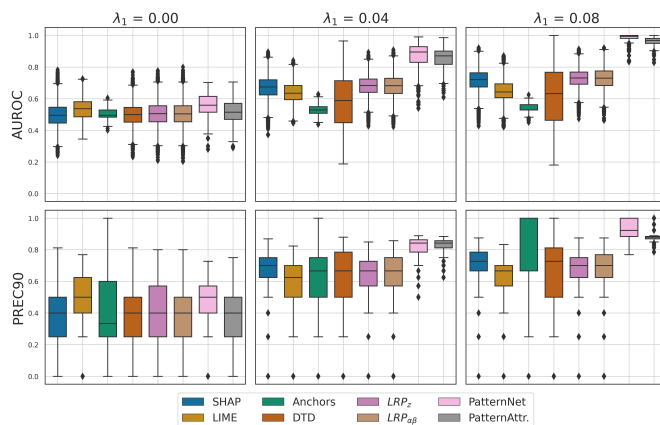 λ₁ = 0.00 λ₁ = 0.04 λ₁ = 0.08
AUROC
1.0
0.8
0.6
0.4
0.2
0.0
PREC90
1.0
0.8
0.6
0.4
0.2
0.0
SHAP Anchors LRP_z PatternNet
LIME DTD LRP_αβ PatternAttr.